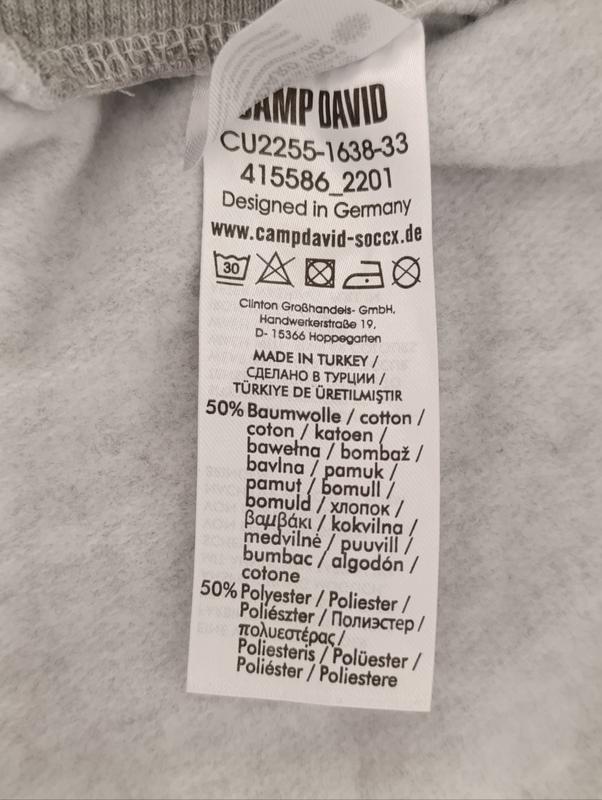 CAMP DAVID
CU2255-1638-33
415586_2201
Designed in Germany
www.campdavid-soccx.de
30
Clinton Großhandels- GmbH,
Handwerkerstraße 19,
D- 15366 Hoppegarten
MADE IN TURKEY /
СДЕЛАНО В ТУРЦИИ /
TÜRKIYE DE ÜRETILMIŞTIR
50% Baumwolle / cotton /
coton / katoen /
bawełna / bombaž /
bavlna / pamuk /
pamut / bomull /
bomuld / хлопок /
βαμβάκι / kokvilna /
medvilnė / puuvill /
bumbac / algodón /
cotone
50% Polyester / Poliester /
Poliészter / Полиэстер /
πολυεστέρας /
Poliesteris / Polüester /
Poliéster / Poliestere